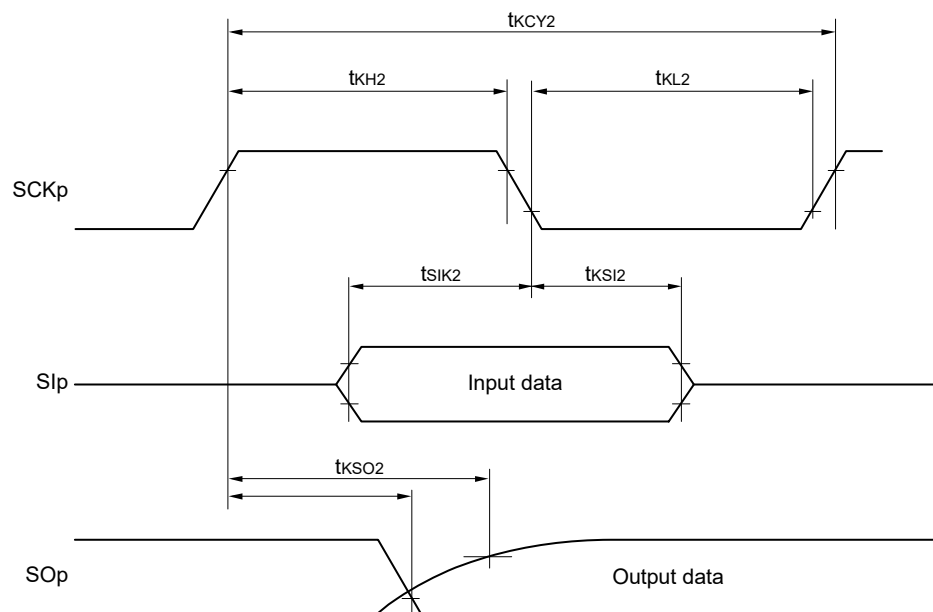 tKCY2
tKH2
tKL2
SCKp
tSIK2
tKSI2
SIp
Input data
tKSO2
SOp
Output data